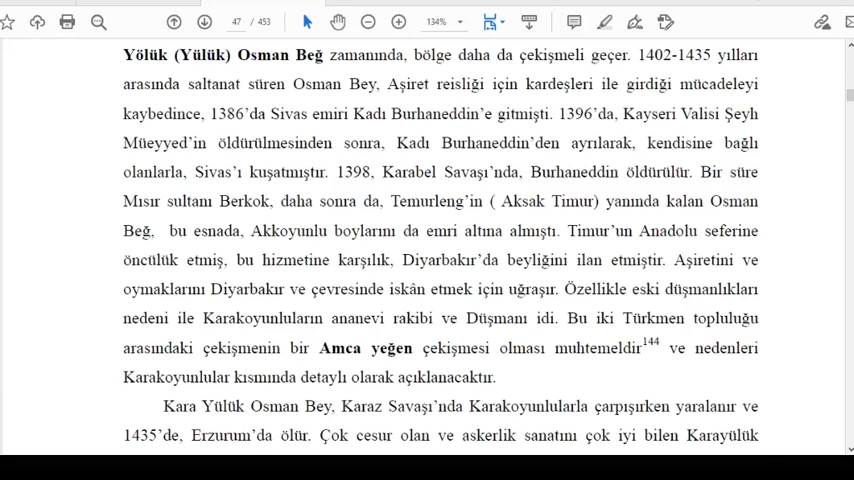 47 / 453
134%
Yölük (Yülük) Osman Beğ zamanında, bölge daha da çekişmeli geçer. 1402-1435 yılları
arasında saltanat süren Osman Bey, Aşiret reisliği için kardeşleri ile girdiği mücadeleyi
kaybedince, 1386’da Sivas emiri Kadı Burhaneddin’e gitmişti. 1396’da, Kayseri Valisi Şeyh
Müeyyed’in öldürülmesinden sonra, Kadı Burhaneddin’den ayrılarak, kendisine bağlı
olanlarla, Sivas’ı kuşatmıştır. 1398, Karabel Savaşı’nda, Burhaneddin öldürülür. Bir süre
Mısır sultanı Berkok, daha sonra da, Temurleng’in ( Aksak Timur) yanında kalan Osman
Beğ, bu esnada, Akkoyunlu boylarını da emri altına almıştı. Timur’un Anadolu seferine
öncülük etmiş, bu hizmetine karşılık, Diyarbakır’da beyliğini ilan etmiştir. Aşiretini ve
oymaklarını Diyarbakır ve çevresinde iskân etmek için uğraşır. Özellikle eski düşmanlıkları
nedeni ile Karakoyunluların ananevi rakibi ve Düşmanı idi. Bu iki Türkmen topluluğu
arasındaki çekişmenin bir Amca yeğen çekişmesi olması muhtemeldir144 ve nedenleri
Karakoyunlular kısmında detaylı olarak açıklanacaktır.
Kara Yülük Osman Bey, Karaz Savaşı’nda Karakoyunlularla çarpışırken yaralanır ve
1435’de, Erzurum’da ölür. Çok cesur olan ve askerlik sanatını çok iyi bilen Karayülük